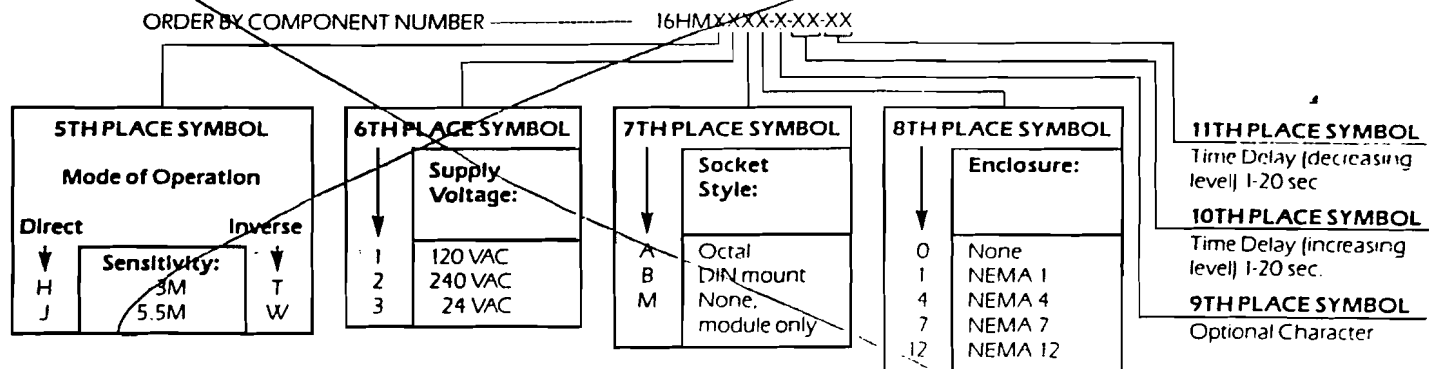 ORDER BY COMPONENT NUMBER 16HMXXXX-X-XX-XX
5TH PLACE SYMBOL
Mode of Operation
Direct Inverse
Sensitivity:
H 3M T
J 5.5M W
6TH PLACE SYMBOL
Supply
Voltage:
1 120 VAC
2 240 VAC
3 24 VAC
7TH PLACE SYMBOL
Socket
Style:
A Octal
B DIN mount
M None,
module only
8TH PLACE SYMBOL
Enclosure:
0 None
1 NEMA 1
4 NEMA 4
7 NEMA 7
12 NEMA 12
11TH PLACE SYMBOL
Time Delay (decreasing
level) 1-20 sec
10TH PLACE SYMBOL
Time Delay (increasing
level) 1-20 sec.
9TH PLACE SYMBOL
Optional Character